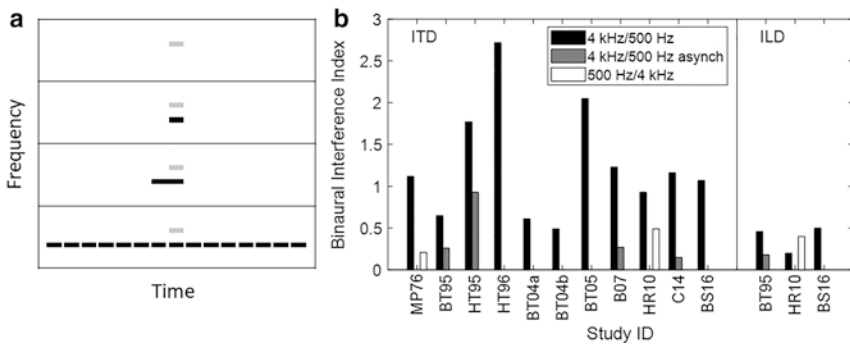 a
Frequency
Time
b
Binaural Interference Index
3
2.5
2
1.5
1
0.5
0
ITD
4 kHz/500 Hz
4 kHz/500 Hz asynch
500 Hz/4 kHz
ILD
MP76
BT95
HT95
HT96
BT04a
BT04b
BT05
B07
HR10
C14
BS16
BT95
HR10
BS16
Study ID